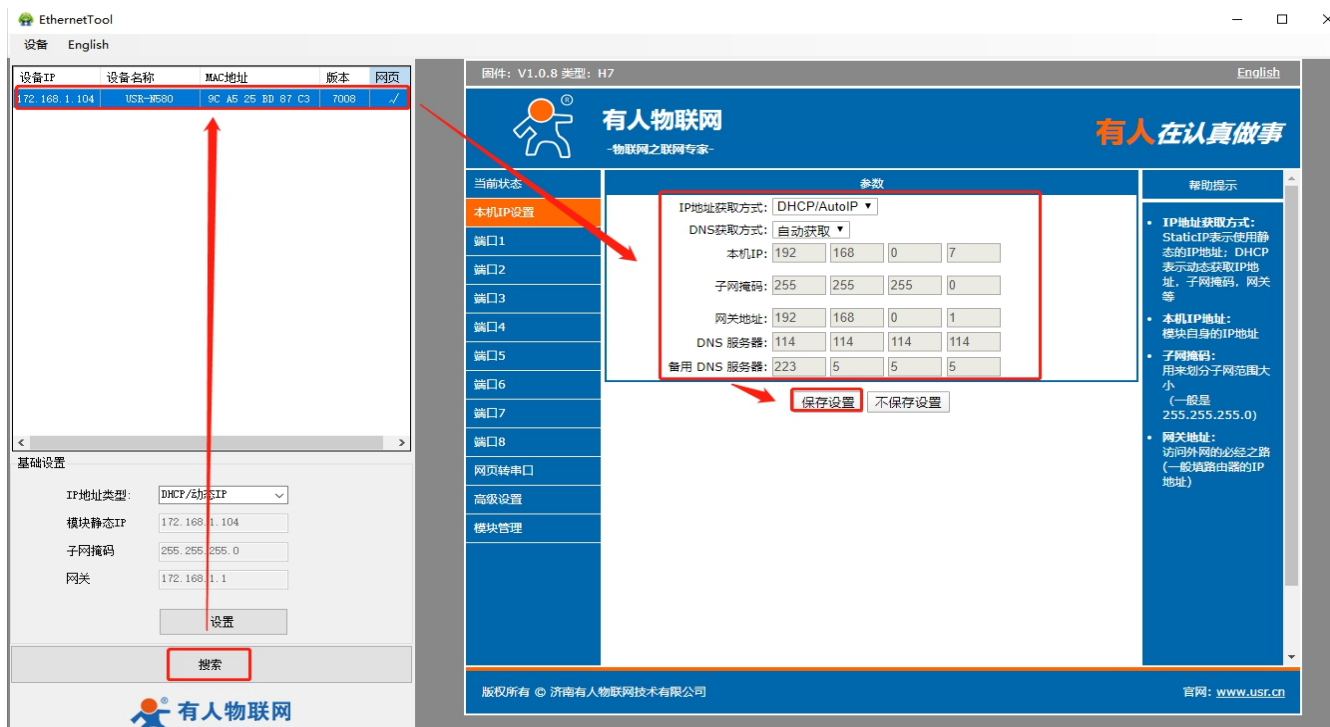 EthernetTool
设备 English
设备IP 设备名称 MAC地址 版本 网页
172.168.1.104 USR-N580 9C A5 25 BD 87 C3 7008 √
基础设置
IP地址类型: DHCP/动态IP
模块静态IP 172.168.1.104
子网掩码 255.255.255.0
网关 172.168.1.1
设置
搜索
有人物联网
固件: V1.0.8 类型: H7 English
®
有人物联网
-物联网之联网专家-
有人在认真做事
当前状态
本机IP设置
端口1
端口2
端口3
端口4
端口5
端口6
端口7
端口8
网页转串口
高级设置
模块管理
参数
IP地址获取方式: DHCP/AutoIP
DNS获取方式: 自动获取
本机IP: 192 168 0 7
子网掩码: 255 255 255 0
网关地址: 192 168 0 1
DNS 服务器: 114 114 114 114
备用 DNS 服务器: 223 5 5 5
保存设置 不保存设置
帮助提示
• IP地址获取方式:
StaticIP表示使用静
态的IP地址; DHCP
表示动态获取IP地
址, 子网掩码, 网关
等
• 本机IP地址:
模块自身的IP地址
• 子网掩码:
用来划分子网范围大
小
(一般是
255.255.255.0)
• 网关地址:
访问外网的必经之路
(一般填路由器的IP
地址)
版权所有 © 济南有人物联网技术有限公司 官网: www.usr.cn